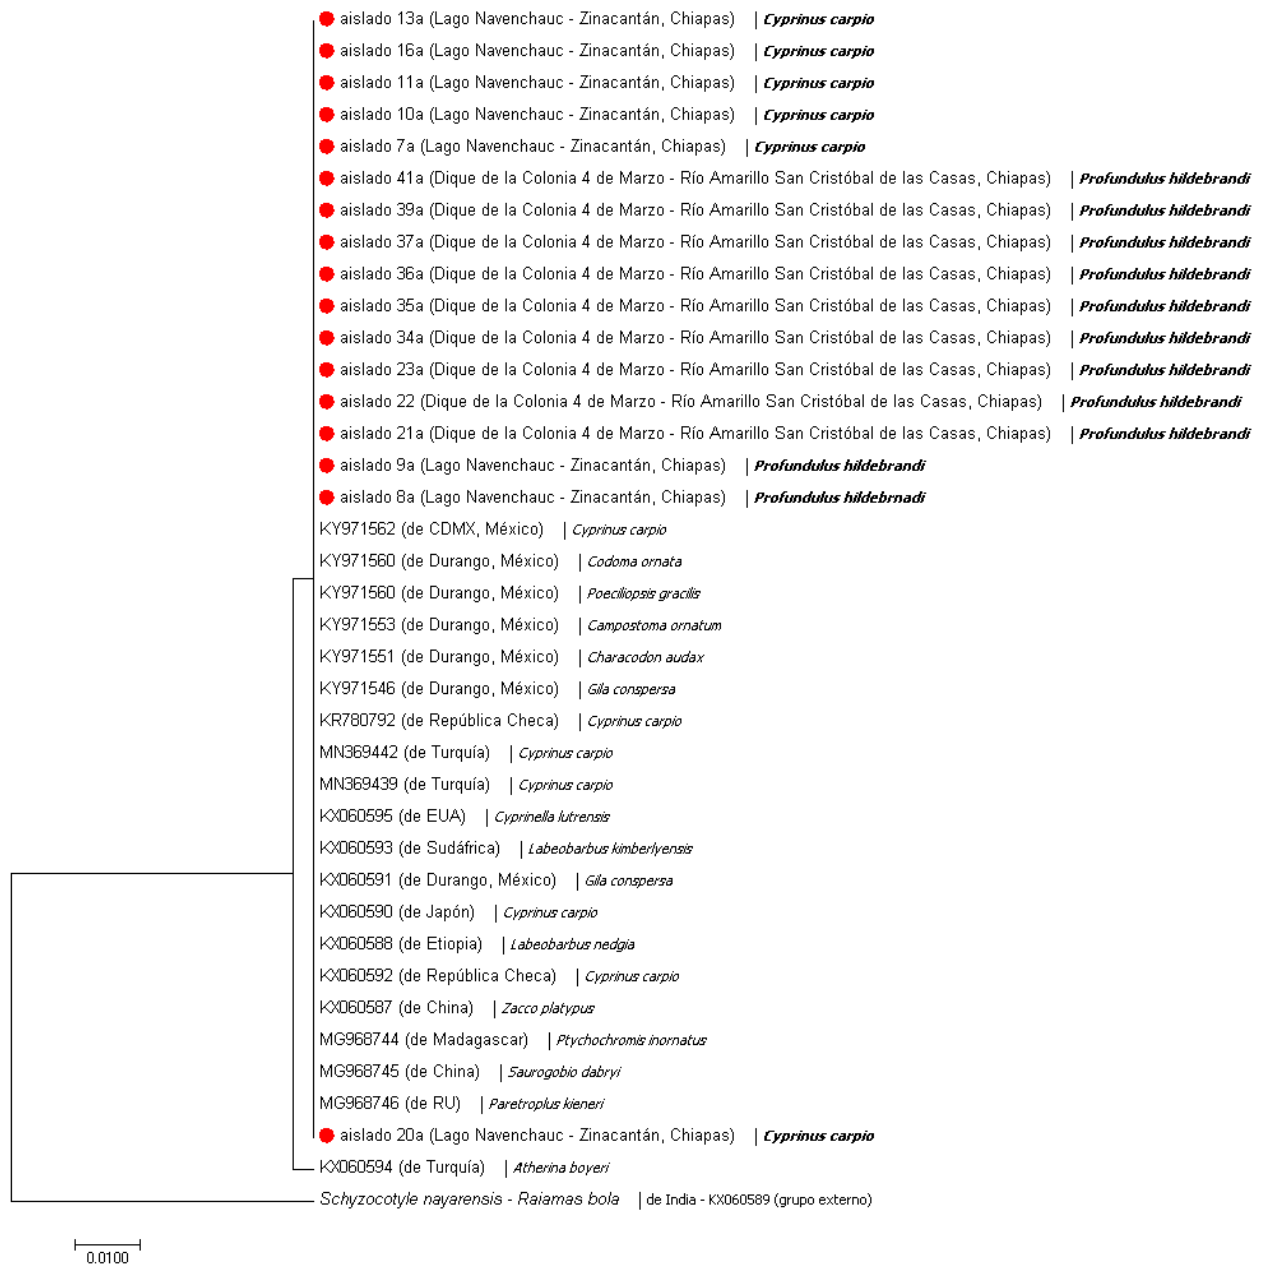 aislado 13a (Lago Navenchauc - Zinacantán, Chiapas) | Cyprinus carpio
aislado 16a (Lago Navenchauc - Zinacantán, Chiapas) | Cyprinus carpio
aislado 11a (Lago Navenchauc - Zinacantán, Chiapas) | Cyprinus carpio
aislado 10a (Lago Navenchauc - Zinacantán, Chiapas) | Cyprinus carpio
aislado 7a (Lago Navenchauc - Zinacantán, Chiapas) | Cyprinus carpio
aislado 41a (Dique de la Colonia 4 de Marzo - Río Amarillo San Cristóbal de las Casas, Chiapas) | Profundulus hildebrandi
aislado 39a (Dique de la Colonia 4 de Marzo - Río Amarillo San Cristóbal de las Casas, Chiapas) | Profundulus hildebrandi
aislado 37a (Dique de la Colonia 4 de Marzo - Río Amarillo San Cristóbal de las Casas, Chiapas) | Profundulus hildebrandi
aislado 36a (Dique de la Colonia 4 de Marzo - Río Amarillo San Cristóbal de las Casas, Chiapas) | Profundulus hildebrandi
aislado 35a (Dique de la Colonia 4 de Marzo - Río Amarillo San Cristóbal de las Casas, Chiapas) | Profundulus hildebrandi
aislado 34a (Dique de la Colonia 4 de Marzo - Río Amarillo San Cristóbal de las Casas, Chiapas) | Profundulus hildebrandi
aislado 23a (Dique de la Colonia 4 de Marzo - Río Amarillo San Cristóbal de las Casas, Chiapas) | Profundulus hildebrandi
aislado 22 (Dique de la Colonia 4 de Marzo - Río Amarillo San Cristóbal de las Casas, Chiapas) | Profundulus hildebrandi
aislado 21a (Dique de la Colonia 4 de Marzo - Río Amarillo San Cristóbal de las Casas, Chiapas) | Profundulus hildebrandi
aislado 9a (Lago Navenchauc - Zinacantán, Chiapas) | Profundulus hildebrandi
aislado 8a (Lago Navenchauc - Zinacantán, Chiapas) | Profundulus hildebrnadi
KY971562 (de CDMX, México) | Cyprinus carpio
KY971560 (de Durango, México) | Codoma ornata
KY971560 (de Durango, México) | Poeciliopsis gracilis
KY971553 (de Durango, México) | Campostoma ornatum
KY971551 (de Durango, México) | Characodon audax
KY971546 (de Durango, México) | Gila conspersa
KR780792 (de República Checa) | Cyprinus carpio
MN369442 (de Turquía) | Cyprinus carpio
MN369439 (de Turquía) | Cyprinus carpio
KX060595 (de EUA) | Cyprinella lutrensis
KX060593 (de Sudáfrica) | Labeobarbus kimberlyensis
KX060591 (de Durango, México) | Gila conspersa
KX060590 (de Japón) | Cyprinus carpio
KX060588 (de Etiopia) | Labeobarbus nedgia
KX060592 (de República Checa) | Cyprinus carpio
KX060587 (de China) | Zacco platypus
MG968744 (de Madagascar) | Ptychochromis inornatus
MG968745 (de China) | Saurogobio dabryi
MG968746 (de RU) | Paretroplus kieneri
aislado 20a (Lago Navenchauc - Zinacantán, Chiapas) | Cyprinus carpio
KX060594 (de Turquía) | Atherina boyeri
Schyzocotyle nayarensis - Raiamas bola | de India - KX060589 (grupo externo)
0.0100